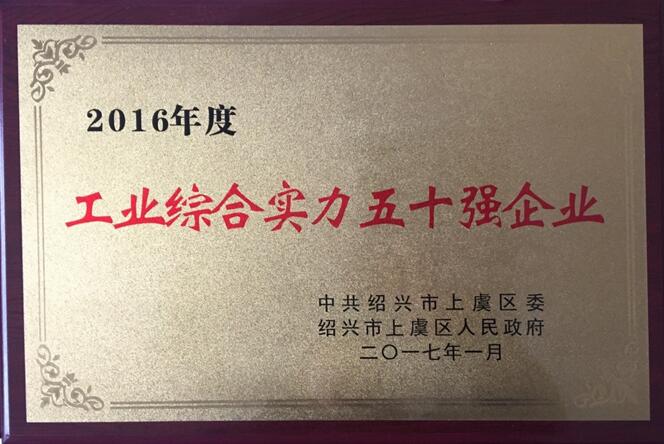 2016年度
工业综合实力五十强企业
中共绍兴市上虞区委
绍兴市上虞区人民政府
二〇一七年一月